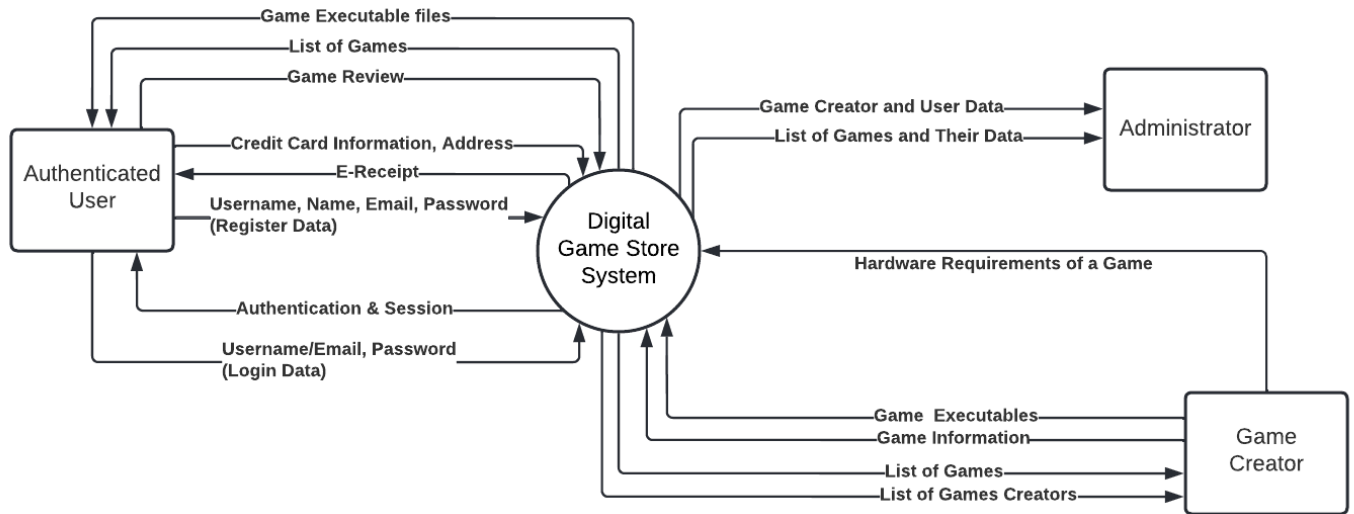 Game Executable files
List of Games
Game Review
Credit Card Information, Address
E-Receipt
Username, Name, Email, Password
(Register Data)
Authenticated
User
Authentication & Session
Username/Email, Password
(Login Data)
Digital
Game Store
System
Game Creator and User Data
List of Games and Their Data
Administrator
Hardware Requirements of a Game
Game Executables
Game Information
List of Games
List of Games Creators
Game
Creator